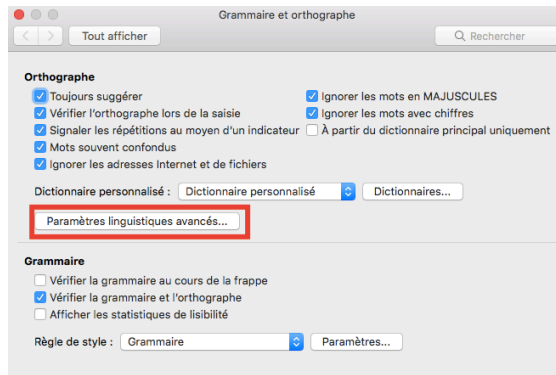 Grammaire et orthographe
Tout afficher
Rechercher
Orthographe
Toujours suggérer
Ignorer les mots en MAJUSCULES
Vérifier l'orthographe lors de la saisie
Ignorer les mots avec chiffres
Signaler les répétitions au moyen d'un indicateur
À partir du dictionnaire principal uniquement
Mots souvent confondus
Ignorer les adresses Internet et de fichiers
Dictionnaire personnalisé : Dictionnaire personnalisé Dictionnaires...
Paramètres linguistiques avancés...
Grammaire
Vérifier la grammaire au cours de la frappe
Vérifier la grammaire et l'orthographe
Afficher les statistiques de lisibilité
Règle de style : Grammaire Paramètres...